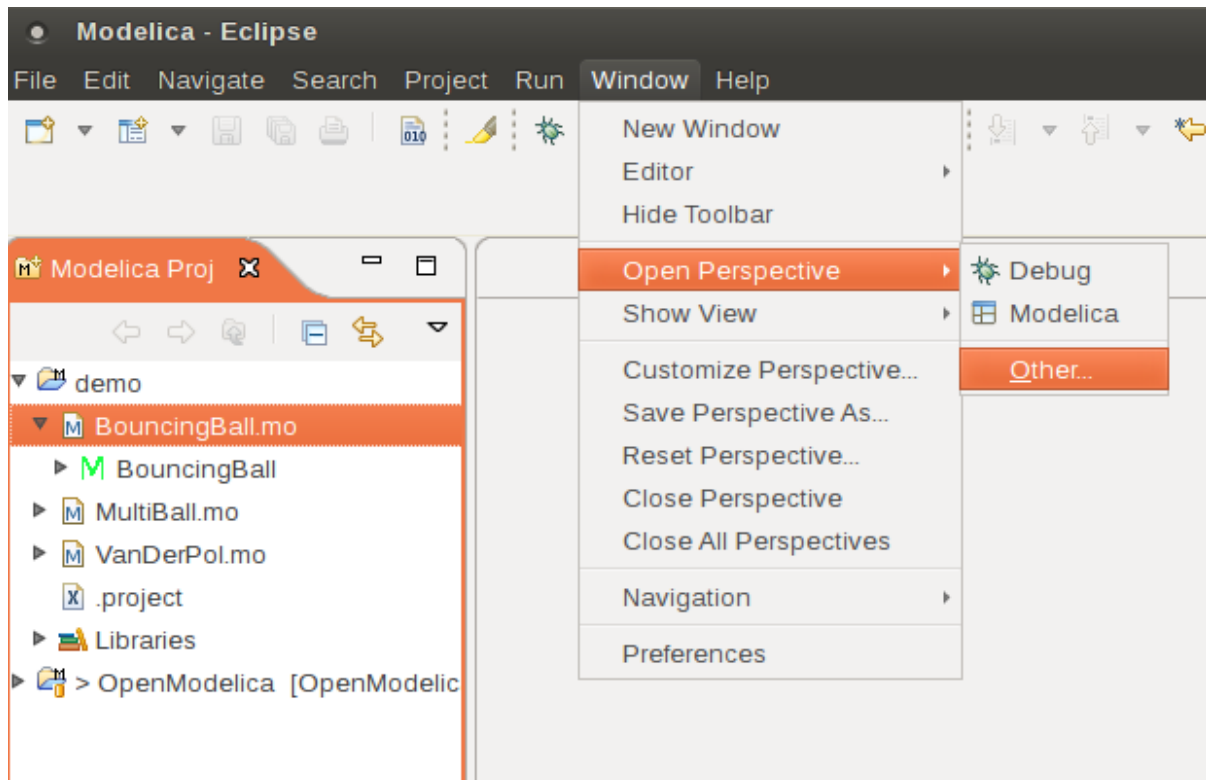 Modelica - Eclipse
File Edit Navigate Search Project Run Window Help
010
New Window
Editor
Hide Toolbar
Modelica Proj
Open Perspective
Debug
Show View
Modelica
Customize Perspective...
Other...
Save Perspective As...
Reset Perspective...
Close Perspective
Close All Perspectives
Navigation
Preferences
demo
BouncingBall.mo
BouncingBall
MultiBall.mo
VanDerPol.mo
.project
Libraries
> OpenModelica [OpenModelic